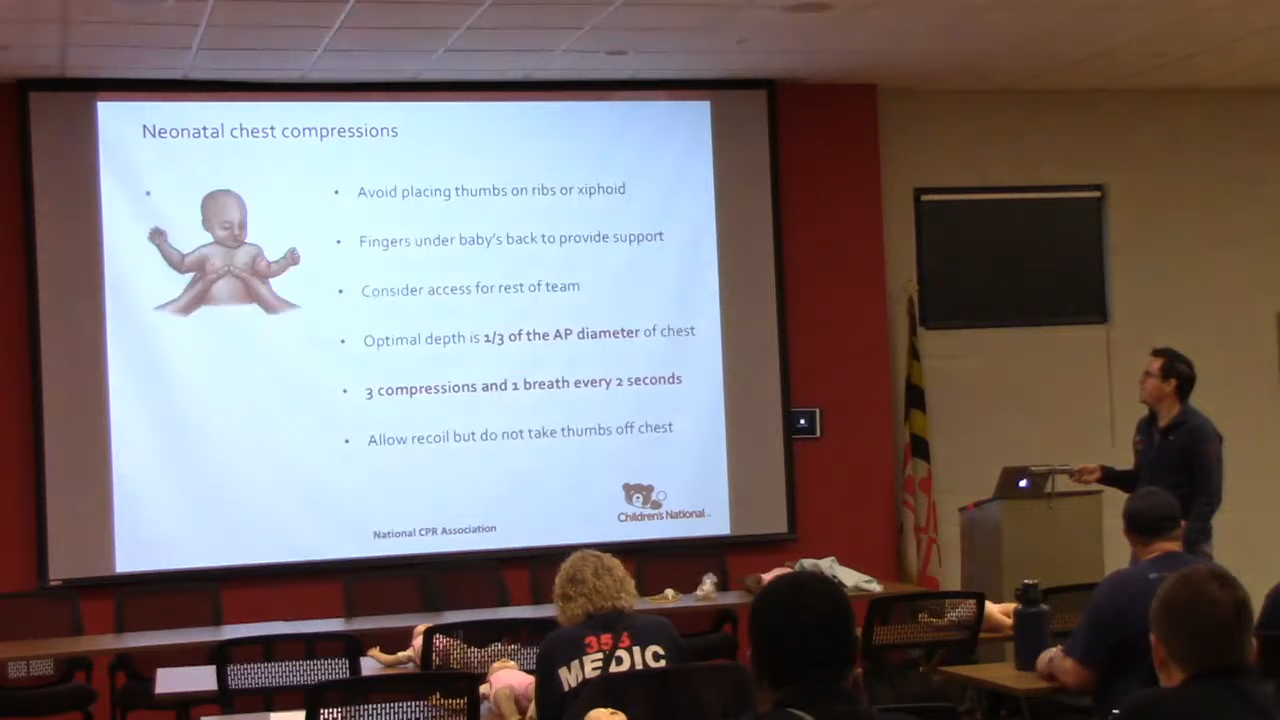 Neonatal chest compressions
• Avoid placing thumbs on ribs or xiphoid
• Fingers under baby's back to provide support
• Consider access for rest of team
• Optimal depth is 1/3 of the AP diameter of chest
• 3 compressions and 1 breath every 2 seconds
• Allow recoil but do not take thumbs off chest
National CPR Association
Children's National
MEDIC